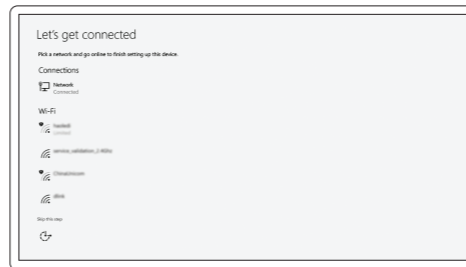 Let's get connected
Pick a network and go online to finish setting up this device.
Connections
Network
Connected
Wi-Fi
Limited
service_validation_2.4GHz
ChinaUnicom
Skip this step